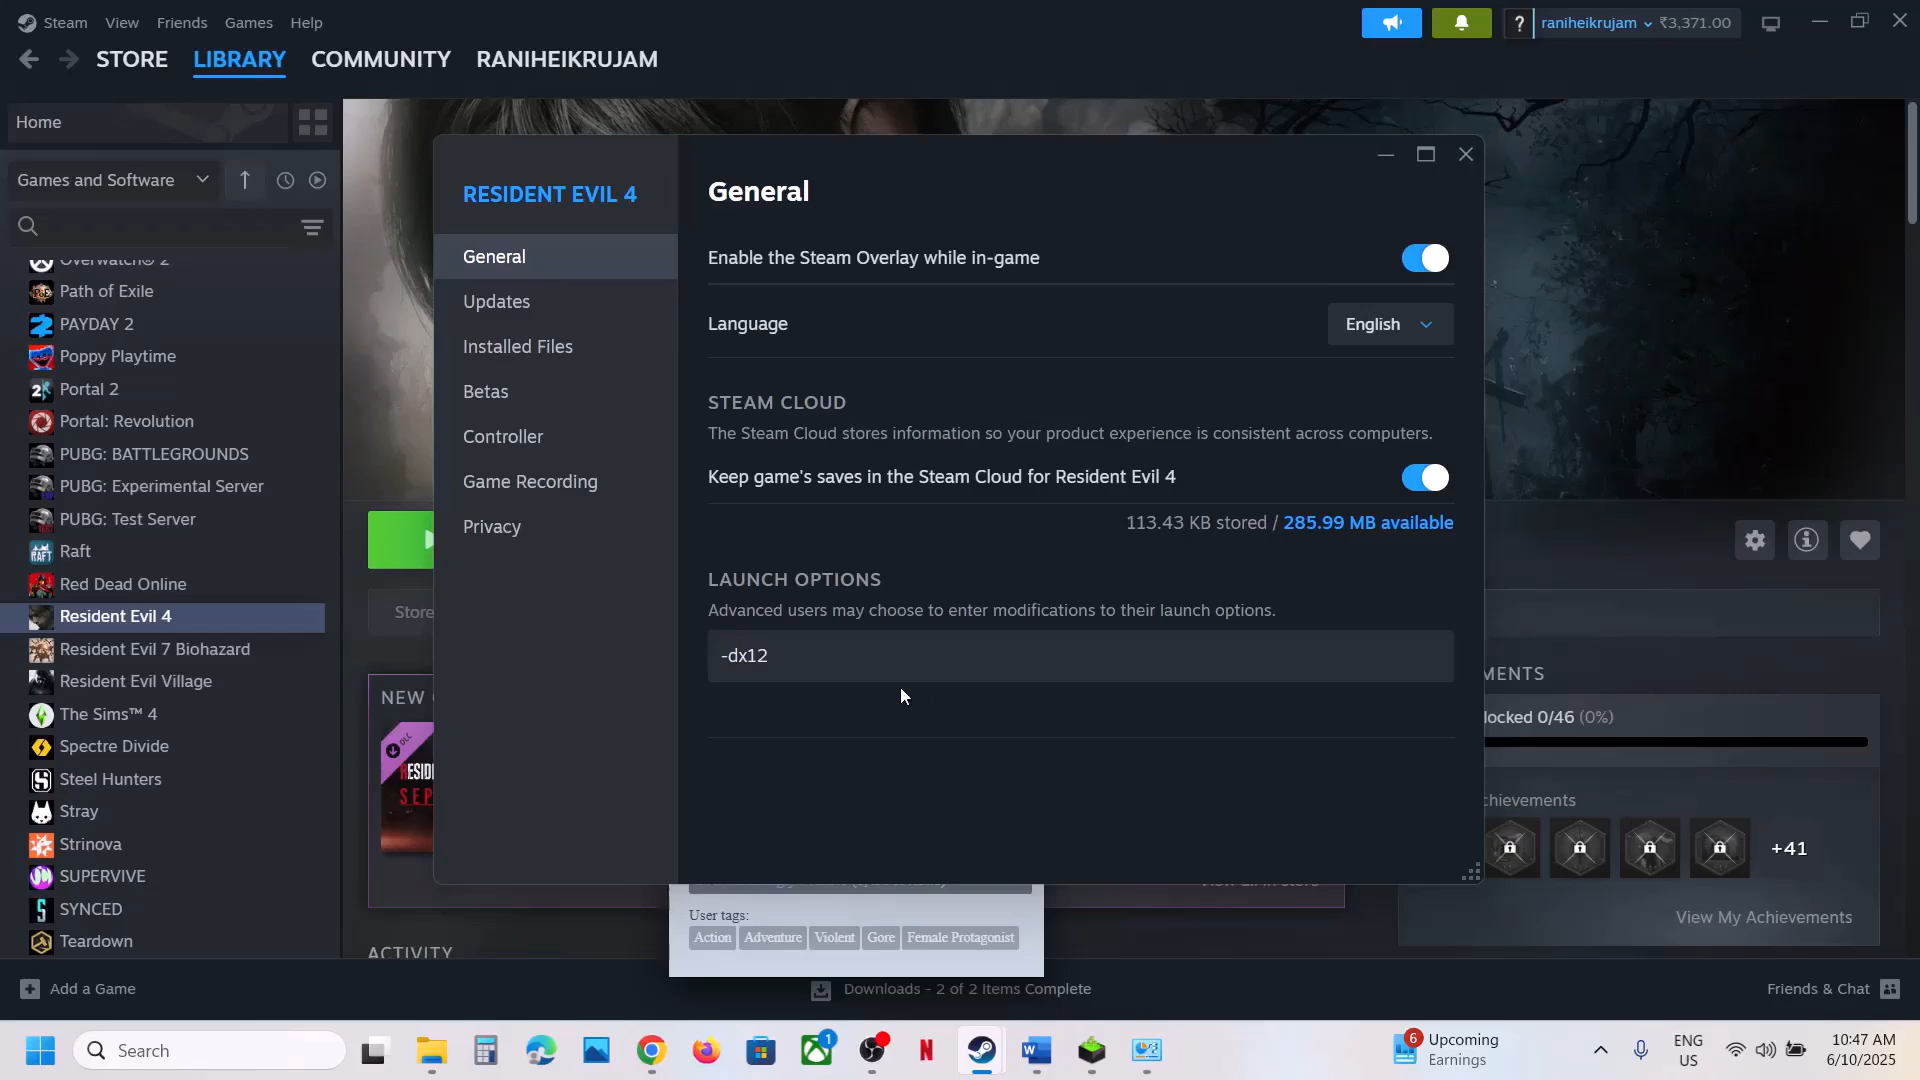 Steam View Friends Games Help
? raniheikrujam ₹3,371.00
STORE LIBRARY COMMUNITY RANIHEIKRUJAM
Home
Games and Software
Overwatch® 2
Path of Exile
PAYDAY 2
Poppy Playtime
Portal 2
Portal: Revolution
PUBG: BATTLEGROUNDS
PUBG: Experimental Server
PUBG: Test Server
Raft
Red Dead Online
Resident Evil 4
Resident Evil 7 Biohazard
Resident Evil Village
The Sims™ 4
Spectre Divide
Steel Hunters
Stray
Strinova
SUPERVIVE
SYNCED
Teardown
RESIDENT EVIL 4
General
Updates
Installed Files
Betas
Controller
Game Recording
Privacy
General
Enable the Steam Overlay while in-game
Language English
STEAM CLOUD
The Steam Cloud stores information so your product experience is consistent across computers.
Keep game's saves in the Steam Cloud for Resident Evil 4
113.43 KB stored / 285.99 MB available
LAUNCH OPTIONS
Advanced users may choose to enter modifications to their launch options.
-dx12
Store
NEW
DLC
User tags:
Action Adventure Violent Gore Female Protagonist
ACTIVITY
MENTS
locked 0/46 (0%)
chievements
+41
View My Achievements
Add a Game
Downloads - 2 of 2 Items Complete
Friends & Chat
Search
1
6
Upcoming
Earnings
ENG
US
10:47 AM
6/10/2025